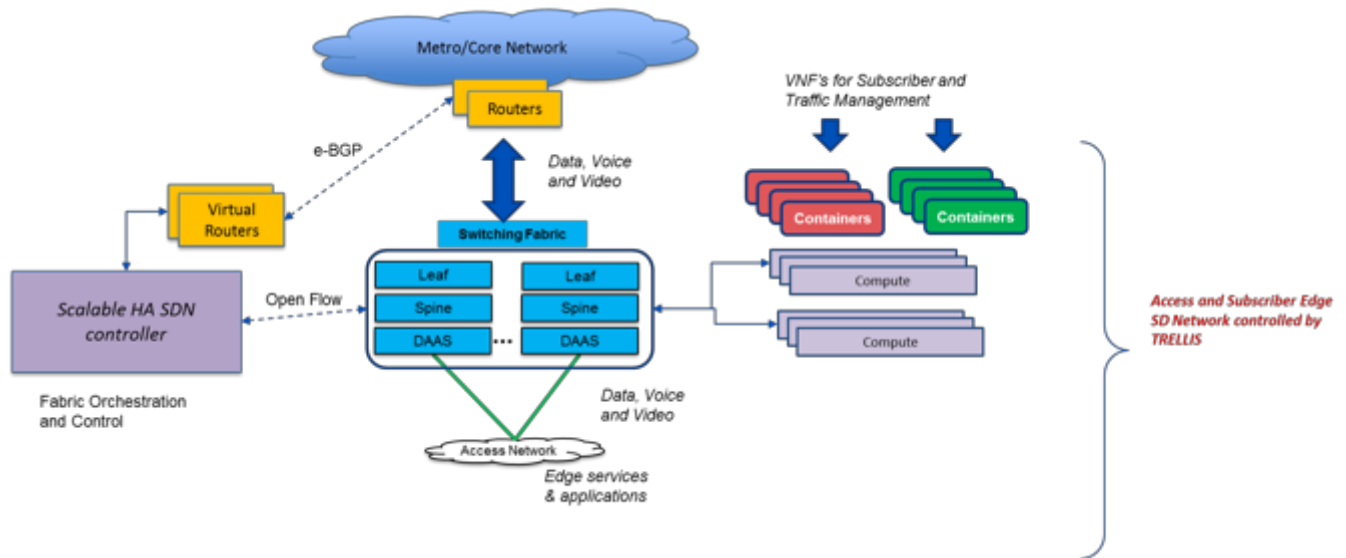 Metro/Core Network
Routers
VNF's for Subscriber and
Traffic Management
e-BGP
Data, Voice
and Video
Virtual
Routers
Containers
Containers
Switching Fabric
Leaf
Leaf
Compute
Scalable HA SDN
controller
Open Flow
Spine
Spine
Access and Subscriber Edge
SD Network controlled by
TRELLIS
DAAS
...
DAAS
Compute
Fabric Orchestration
and Control
Data, Voice
and Video
Access Network
Edge services
& applications